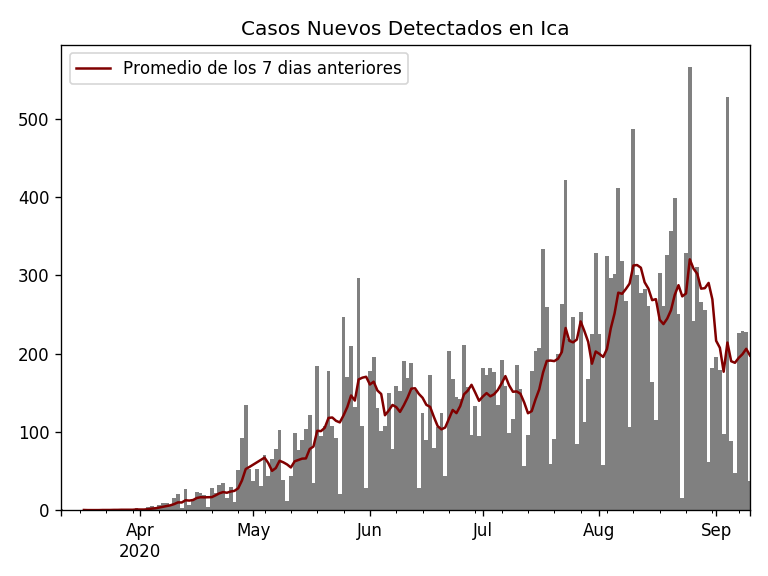 Casos Nuevos Detectados en Ica
Promedio de los 7 dias anteriores
500
400
300
200
100
0
Apr May Jun Jul Aug Sep
2020